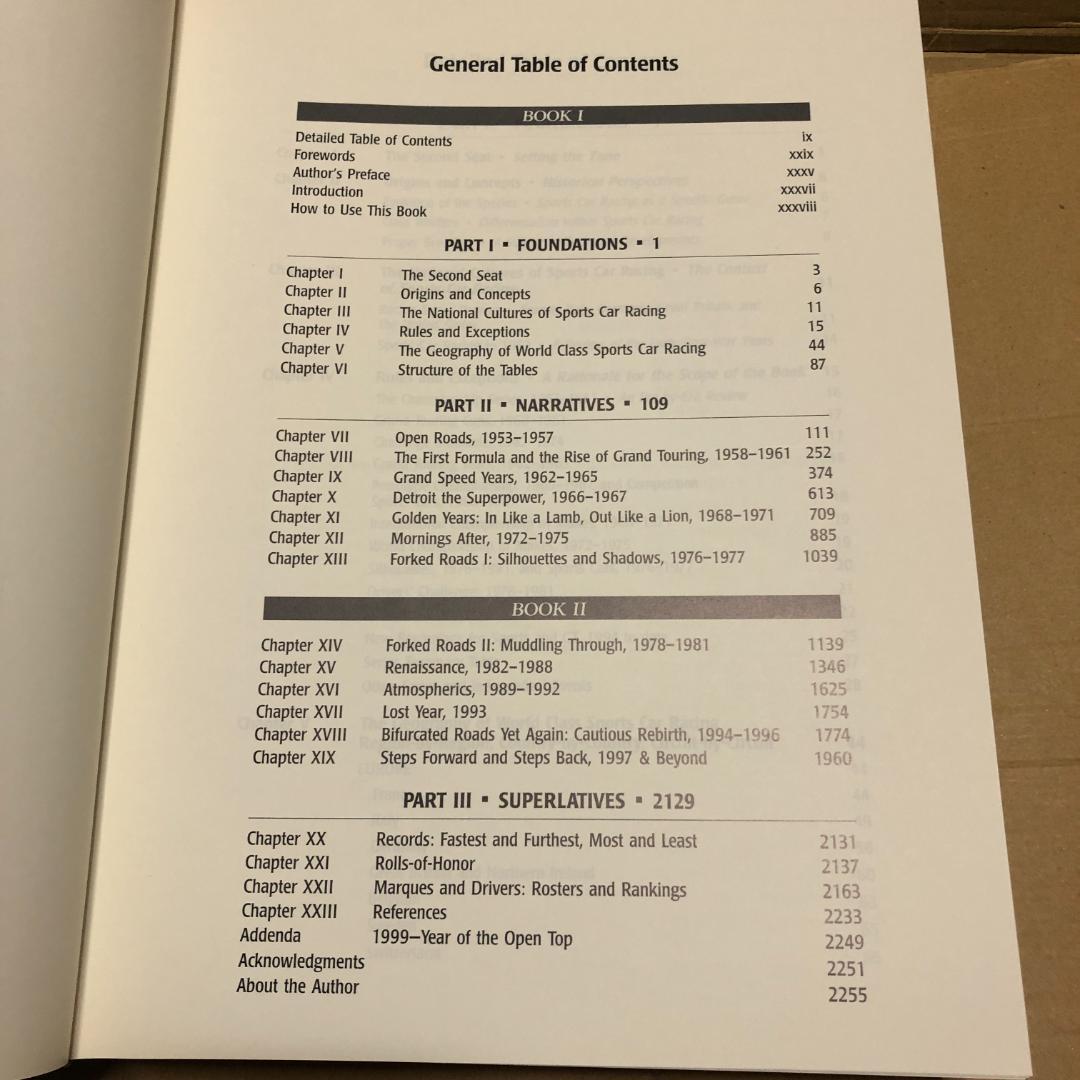 General Table of Contents
BOOK I
Detailed Table of Contents ix
Forewords xxix
Author's Preface xxxv
Introduction xxxvii
How to Use This Book xxxviii
PART I ▪ FOUNDATIONS ▪ 1
Chapter I The Second Seat 3
Chapter II Origins and Concepts 6
Chapter III The National Cultures of Sports Car Racing 11
Chapter IV Rules and Exceptions 15
Chapter V The Geography of World Class Sports Car Racing 44
Chapter VI Structure of the Tables 87
PART II ▪ NARRATIVES ▪ 109
Chapter VII Open Roads, 1953–1957 111
Chapter VIII The First Formula and the Rise of Grand Touring, 1958–1961 252
Chapter IX Grand Speed Years, 1962–1965 374
Chapter X Detroit the Superpower, 1966–1967 613
Chapter XI Golden Years: In Like a Lamb, Out Like a Lion, 1968–1971 709
Chapter XII Mornings After, 1972–1975 885
Chapter XIII Forked Roads I: Silhouettes and Shadows, 1976–1977 1039
BOOK II
Chapter XIV Forked Roads II: Muddling Through, 1978–1981 1139
Chapter XV Renaissance, 1982–1988 1346
Chapter XVI Atmospherics, 1989–1992 1625
Chapter XVII Lost Year, 1993 1754
Chapter XVIII Bifurcated Roads Yet Again: Cautious Rebirth, 1994–1996 1774
Chapter XIX Steps Forward and Steps Back, 1997 & Beyond 1960
PART III ▪ SUPERLATIVES ▪ 2129
Chapter XX Records: Fastest and Furthest, Most and Least 2131
Chapter XXI Rolls-of-Honor 2137
Chapter XXII Marques and Drivers: Rosters and Rankings 2163
Chapter XXIII References 2233
Addenda 1999—Year of the Open Top 2249
Acknowledgments 2251
About the Author 2255